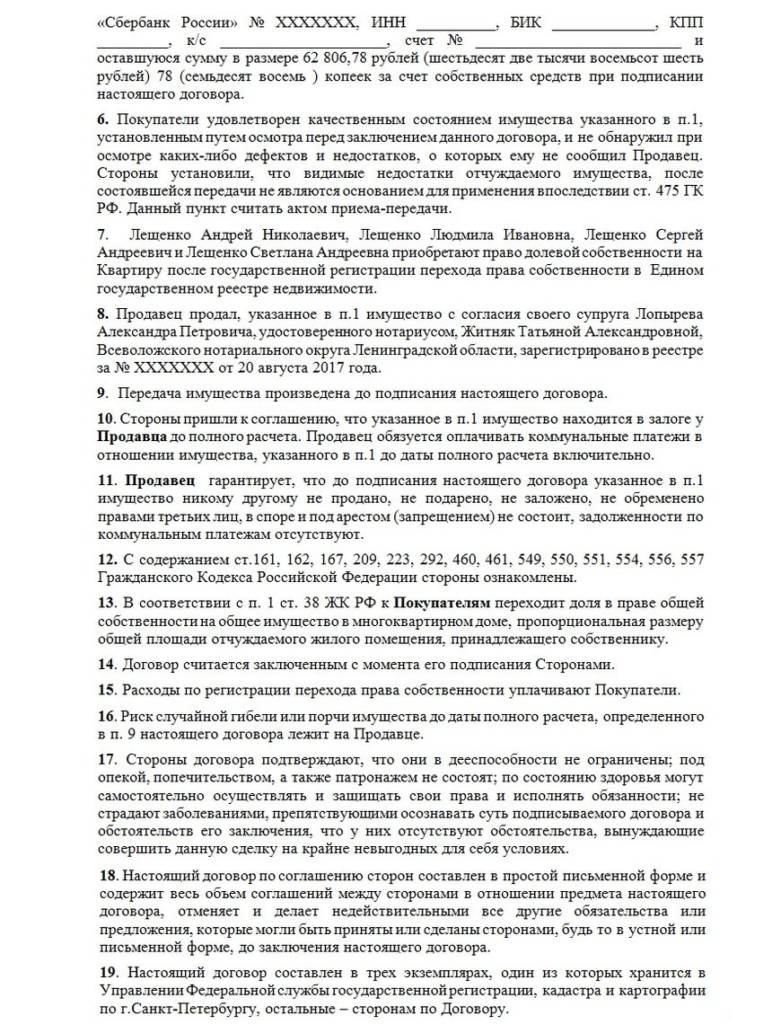 «Сбербанк России» № XXXXXXX, ИНН __________, БИК _____________, КПП
_________, к/с _____________________, счет № __________________________ и
оставшуюся сумму в размере 62 806,78 рублей (шестьдесят две тысячи восемьсот шесть
рублей) 78 (семьдесят восемь ) копеек за счет собственных средств при подписании
настоящего договора.
6. Покупатели удовлетворен качественным состоянием имущества указанного в п.1,
установленным путем осмотра перед заключением данного договора, и не обнаружил при
осмотре каких-либо дефектов и недостатков, о которых ему не сообщил Продавец.
Стороны установили, что видимые недостатки отчуждаемого имущества, после
состоявшейся передачи не являются основанием для применения впоследствии ст. 475 ГК
РФ. Данный пункт считать актом приема-передачи.
7. Лещенко Андрей Николаевич, Лещенко Людмила Ивановна, Лещенко Сергей
Андреевич и Лещенко Светлана Андреевна приобретают право долевой собственности на
Квартиру после государственной регистрации перехода права собственности в Едином
государственном реестре недвижимости.
8. Продавец продал, указанное в п.1 имущество с согласия своего супруга Лопырева
Александра Петровича, удостоверенного нотариусом, Житняк Татьяной Александровной,
Всеволожского нотариального округа Ленинградской области, зарегистрировано в реестре
за № XXXXXXX от 20 августа 2017 года.
9. Передача имущества произведена до подписания настоящего договора.
10. Стороны пришли к соглашению, что указанное в п.1 имущество находится в залоге у
Продавца до полного расчета. Продавец обязуется оплачивать коммунальные платежи в
отношении имущества, указанного в п.1 до даты полного расчета включительно.
11. Продавец гарантирует, что до подписания настоящего договора указанное в п.1
имущество никому другому не продано, не подарено, не заложено, не обременено
правами третьих лиц, в споре и под арестом (запрещением) не состоит, задолженности по
коммунальным платежам отсутствуют.
12. С содержанием ст.161, 162, 167, 209, 223, 292, 460, 461, 549, 550, 551, 554, 556, 557
Гражданского Кодекса Российской Федерации стороны ознакомлены.
13. В соответствии с п. 1 ст. 38 ЖК РФ к Покупателям переходит доля в праве общей
собственности на общее имущество в многоквартирном доме, пропорциональная размеру
общей площади отчуждаемого жилого помещения, принадлежащего собственнику.
14. Договор считается заключенным с момента его подписания Сторонами.
15. Расходы по регистрации перехода права собственности уплачивают Покупатели.
16. Риск случайной гибели или порчи имущества до даты полного расчета, определенного
в п. 9 настоящего договора лежит на Продавце.
17. Стороны договора подтверждают, что они в дееспособности не ограничены; под
опекой, попечительством, а также патронажем не состоят; по состоянию здоровья могут
самостоятельно осуществлять и защищать свои права и исполнять обязанности; не
страдают заболеваниями, препятствующими осознавать суть подписываемого договора и
обстоятельств его заключения, что у них отсутствуют обстоятельства, вынуждающие
совершить данную сделку на крайне невыгодных для себя условиях.
18. Настоящий договор по соглашению сторон составлен в простой письменной форме и
содержит весь объем соглашений между сторонами в отношении предмета настоящего
договора, отменяет и делает недействительными все другие обязательства или
предложения, которые могли быть приняты или сделаны сторонами, будь то в устной или
письменной форме, до заключения настоящего договора.
19. Настоящий договор составлен в трех экземплярах, один из которых хранится в
Управлении Федеральной службы государственной регистрации, кадастра и картографии
по г.Санкт-Петербургу, остальные – сторонам по Договору.